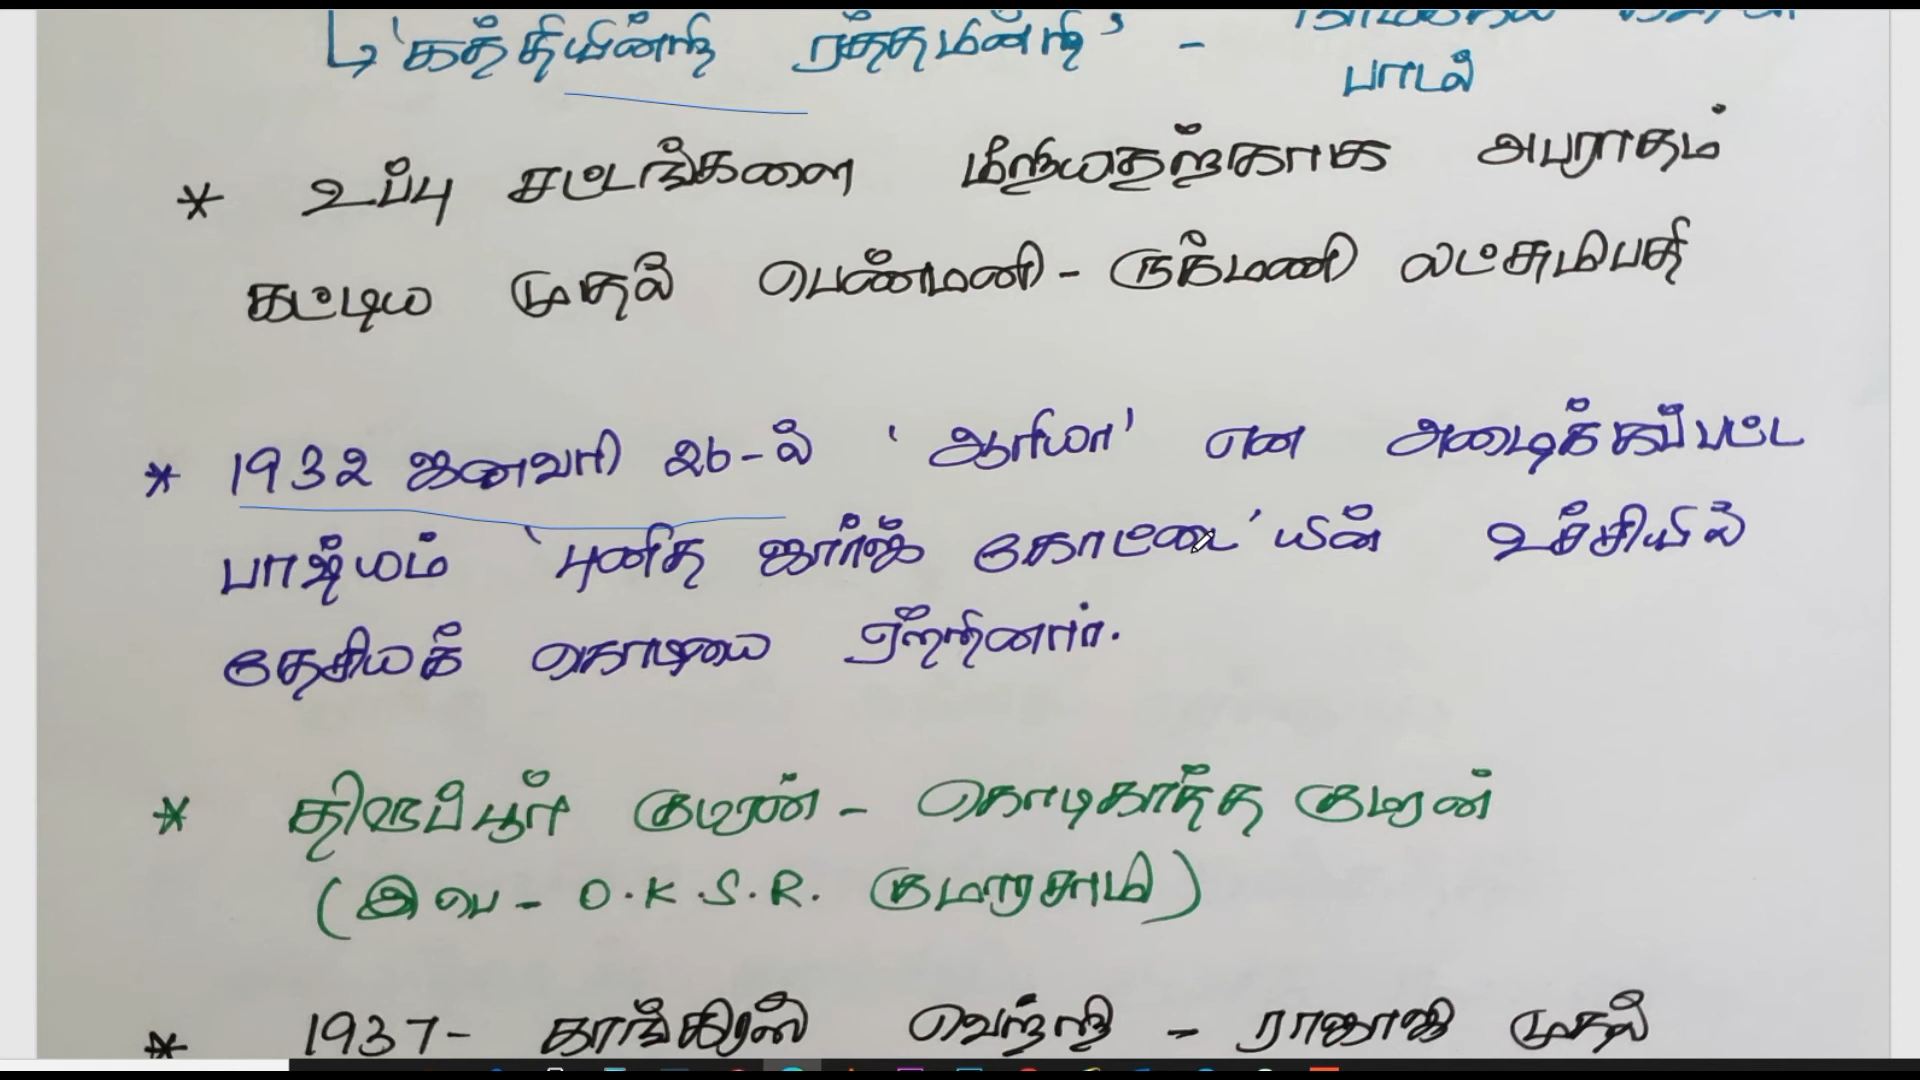 'கத்தியின்றி ரத்தமின்றி' -
பாடல்
* உப்பு சட்டங்களை மீறியதற்காக அபராதம்
கட்டிய முதல் பெண்மணி - ருக்மணி லட்சுமிபதி
* 1932 ஜனவரி 26-ல் 'ஆரியா' என அழைக்கப்பட்ட
பாஷ்யம் 'புனித ஜார்ஜ் கோட்டை'யின் உச்சியில்
தேசியக் கொடியை ஏற்றினார்.
* திருப்பூர் குமரன் - கொடிகாத்த குமரன்
(இ பெ - O.K.S.R. குமாரசாமி)
* 1937- காங்கிரஸ் வெற்றி - ராஜாஜி முதல்